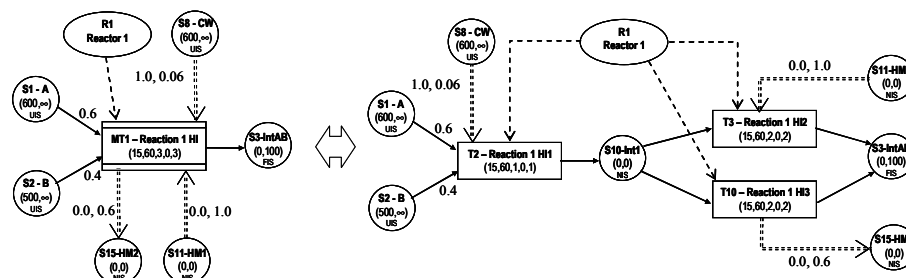 R1
Reactor 1
S8 - CW
(600,∞)
UIS
1.0, 0.06
S1 - A
(600,∞)
UIS
0.6
MT1 – Reaction 1 HI
(15,60,3,0,3)
S3-IntAB
(0,100)
FIS
S2 - B
(500,∞)
UIS
0.4
0.0, 0.6
0.0, 1.0
S15-HM2
(0,0)
NIS
S11-HM1
(0,0)
NIS
S8 - CW
(600,∞)
UIS
1.0, 0.06
R1
Reactor 1
S1 - A
(600,∞)
UIS
0.6
T2 – Reaction 1 HI1
(15,60,1,0,1)
S2 - B
(500,∞)
UIS
0.4
S10-Int1
(0,0)
NIS
0.0, 1.0
S11-HM
(0,0)
NIS
T3 – Reaction 1 HI2
(15,60,2,0,2)
S3-IntAB
(0,100)
FIS
T10 – Reaction 1 HI3
(15,60,2,0,2)
0.0, 0.6
S15-HM
(0,0)
NIS